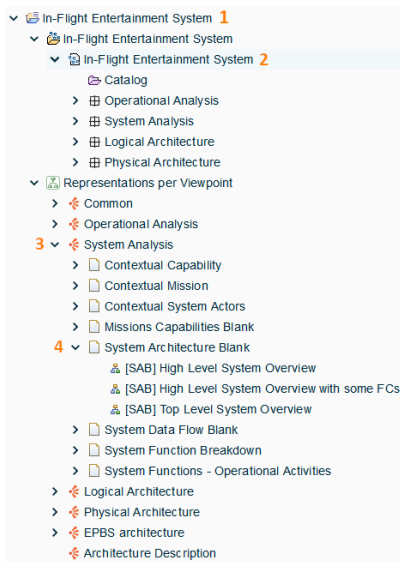 In-Flight Entertainment System 1
In-Flight Entertainment System
In-Flight Entertainment System 2
Catalog
Operational Analysis
System Analysis
Logical Architecture
Physical Architecture
Representations per Viewpoint
Common
Operational Analysis
3 System Analysis
Contextual Capability
Contextual Mission
Contextual System Actors
Missions Capabilities Blank
4 System Architecture Blank
[SAB] High Level System Overview
[SAB] High Level System Overview with some FCs
[SAB] Top Level System Overview
System Data Flow Blank
System Function Breakdown
System Functions - Operational Activities
Logical Architecture
Physical Architecture
EPBS architecture
Architecture Description